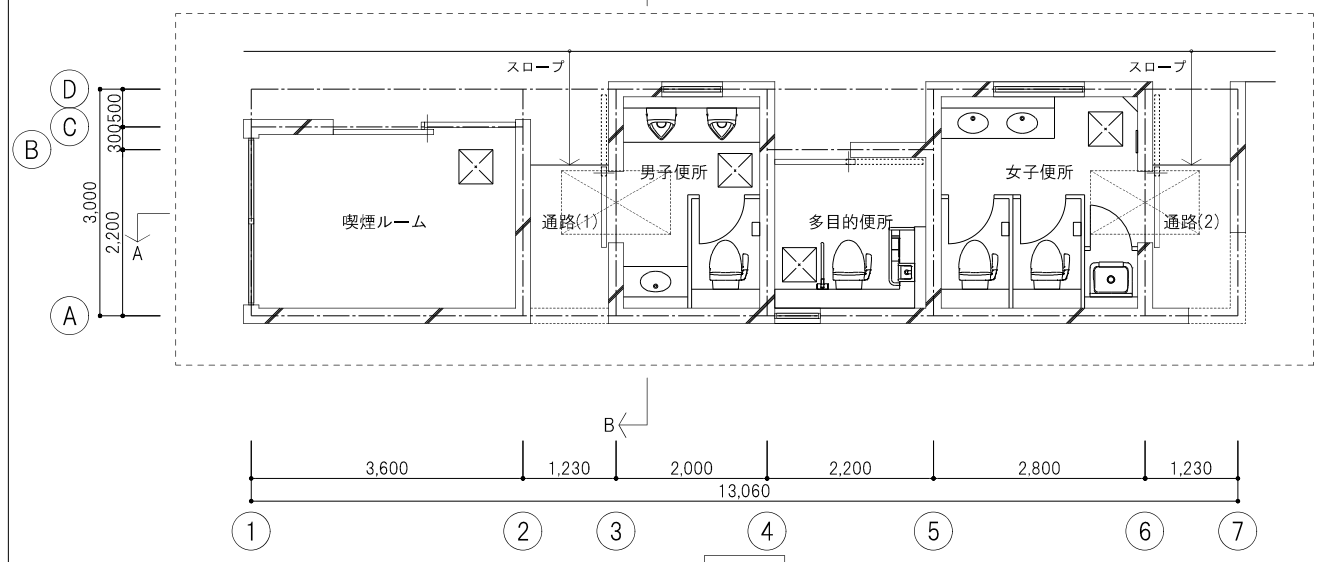 スロープ
スロープ
D
C
B
A
500
300
2.200
3,000
A
喫煙ルーム
通路(1)
男子便所
多目的便所
女子便所
通路(2)
B
3,600
1,230
2,000
2,200
2,800
1,230
13,060
1
2
3
4
5
6
7